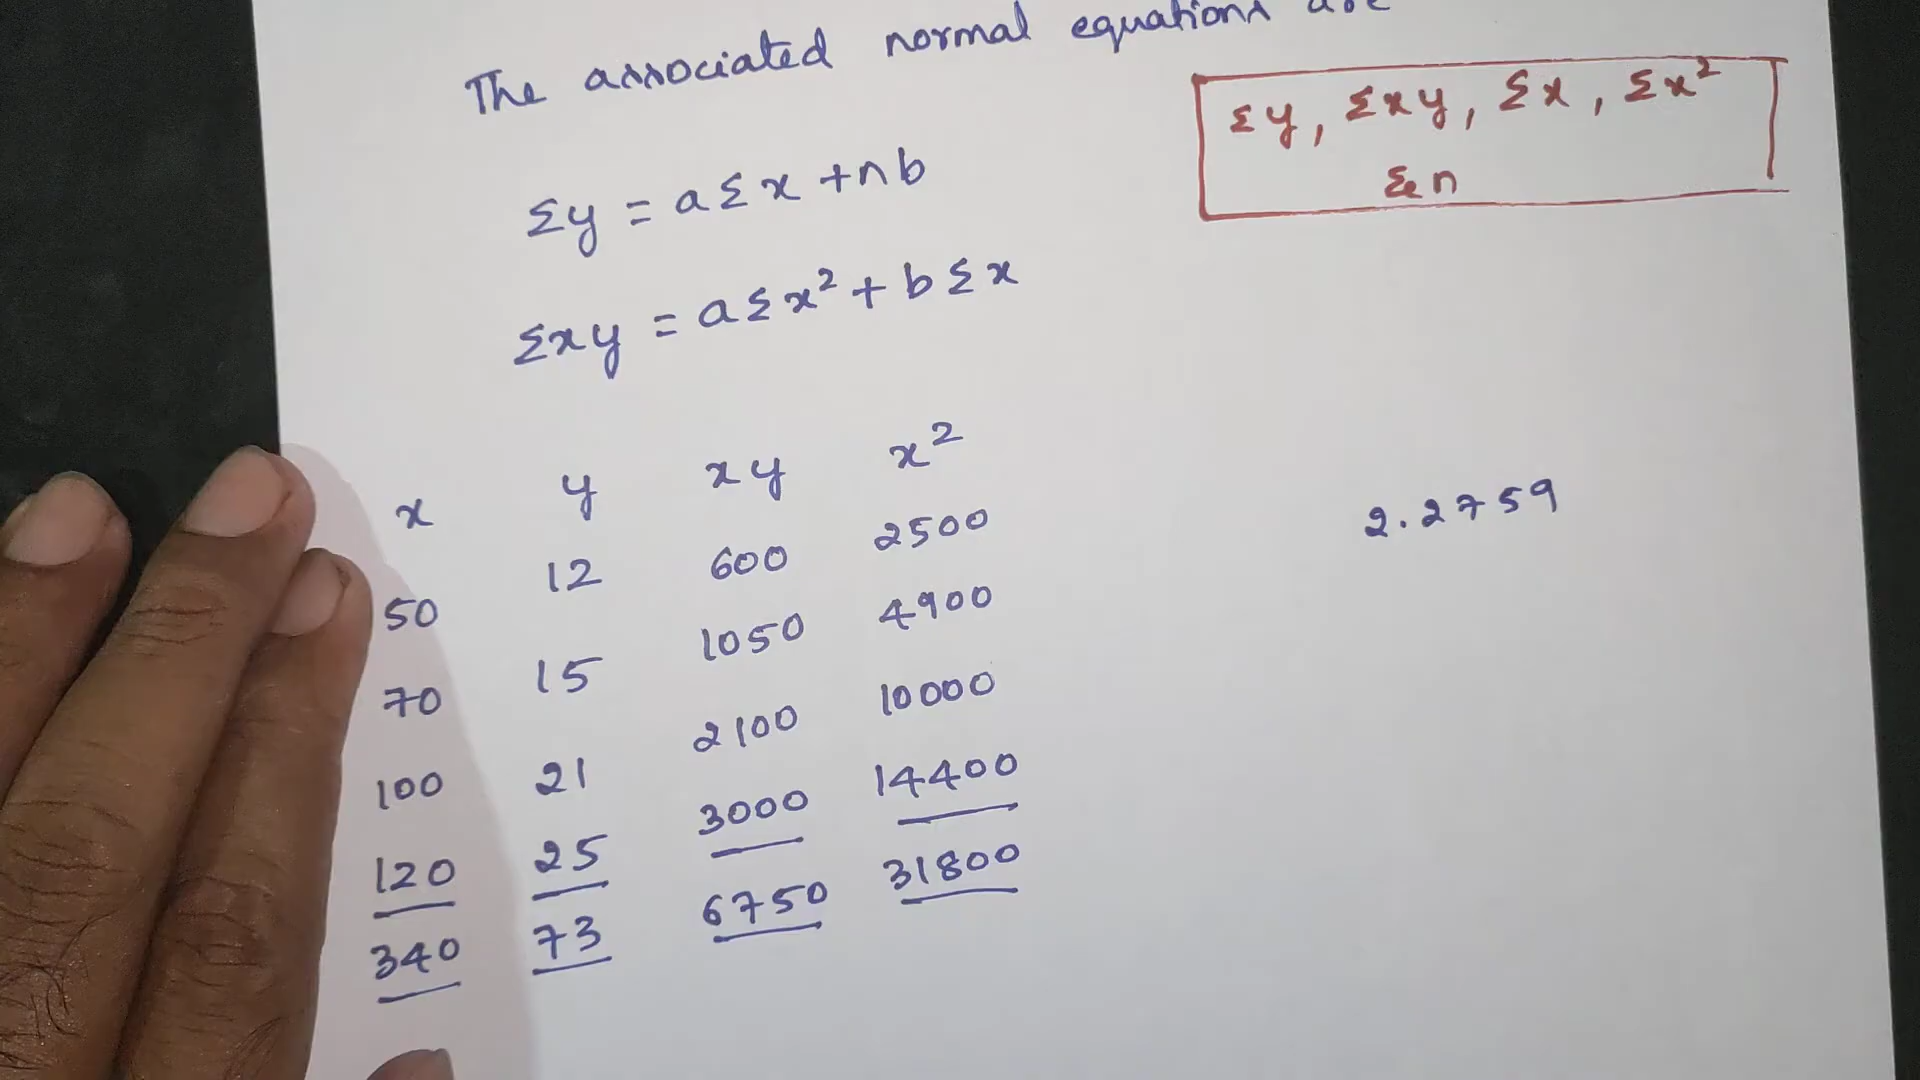 The associated normal equations are
Σy, Σxy, Σx, Σx²
& n
Σy = aΣx + nb
Σxy = aΣx² + bΣx
x y xy x²
50 12 600 2500
70 15 1050 4900
100 21 2100 10000
120 25 3000 14400
340 73 6750 31800
2.2759